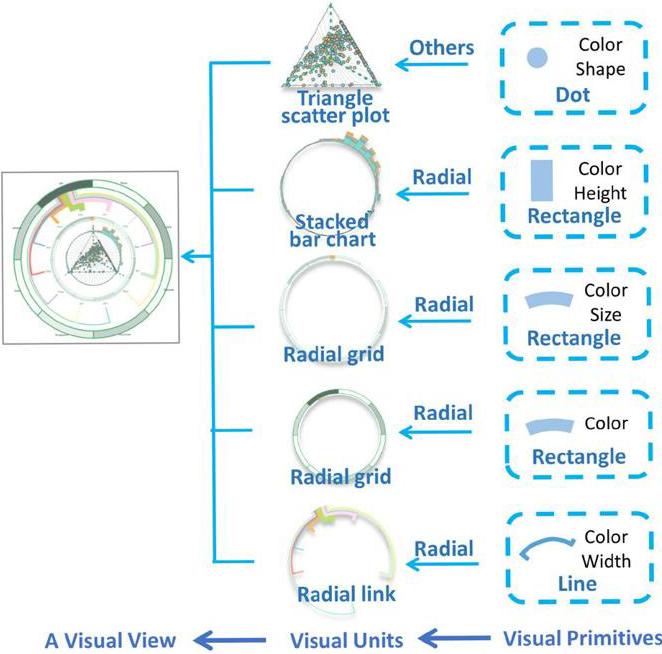 Others
Color
Shape
Dot
Triangle
scatter plot
Radial
Color
Height
Rectangle
Stacked
bar chart
Radial
Color
Size
Rectangle
Radial grid
Radial
Color
Rectangle
Radial grid
Radial
Color
Width
Line
Radial link
A Visual View
Visual Units
Visual Primitives